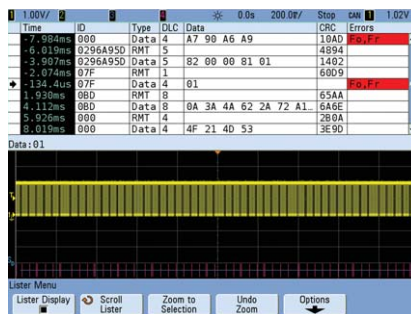 1 1.00V/ 2 3 4 0.0s 200.0㎲/ Stop CAN 1 1.02V
Time ID Type DLC Data CRC Errors
-7.984ms 000 Data 4 A7 90 A6 A9 10AD Fo,Fr
-6.019ms 0296A95D RMT 5 4894
-3.907ms 0296A95D Data 5 82 00 00 81 01 1402
-2.074ms 07F RMT 1 60D9
-134.4us 07F Data 4 01 Fo,Fr
1.930ms 0BD RMT 8 65AA
4.112ms 0BD Data 8 0A 3A 4A 62 2A 72 A1… 6A6E
5.926ms 000 RMT 4 2B0A
8.019ms 000 Data 4 4F 21 4D 53 3E9D
Data:01
Lister Menu
Lister Display Scroll Lister Zoom to Selection Undo Zoom Options